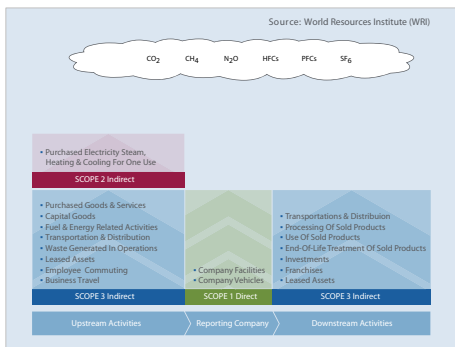 Source: World Resources Institute (WRI)
CO2 CH4 N2O HFCs PFCs SF6
• Purchased Electricity Steam,
Heating & Cooling For One Use
SCOPE 2 Indirect
• Purchased Goods & Services
• Capital Goods
• Fuel & Energy Related Activities
• Transportation & Distribution
• Waste Generated In Operations
• Leased Assets
• Employee Commuting
• Business Travel
SCOPE 3 Indirect
• Company Facilities
• Company Vehicles
SCOPE 1 Direct
• Transportations & Distribuion
• Processing Of Sold Products
• Use Of Sold Products
• End-Of-Life Treatment Of Sold Products
• Investments
• Franchises
• Leased Assets
SCOPE 3 Indirect
Upstream Activities
Reporting Company
Downstream Activities